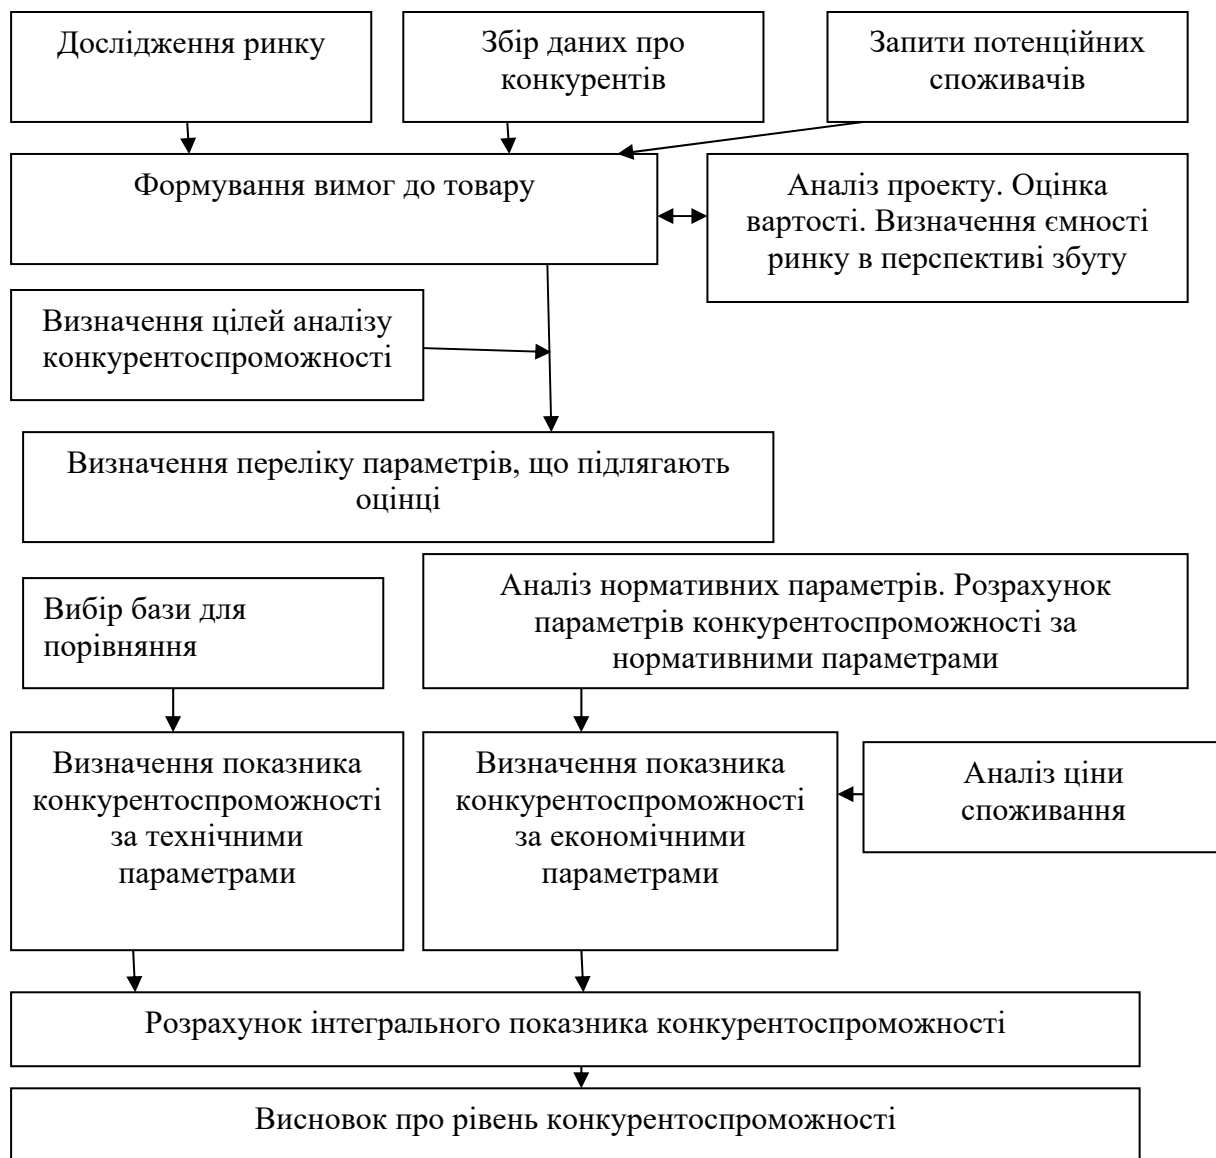 Дослідження ринку
Збір даних про
конкурентів
Запити потенційних
споживачів
Формування вимог до товару
Аналіз проекту. Оцінка
вартості. Визначення ємності
ринку в перспективі збуту
Визначення цілей аналізу
конкурентоспроможності
Визначення переліку параметрів, що підлягають
оцінці
Вибір бази для
порівняння
Аналіз нормативних параметрів. Розрахунок
параметрів конкурентоспроможності за
нормативними параметрами
Визначення показника
конкурентоспроможності
за технічними
параметрами
Визначення показника
конкурентоспроможності
за економічними
параметрами
Аналіз ціни
споживання
Розрахунок інтегрального показника конкурентоспроможності
Висновок про рівень конкурентоспроможності